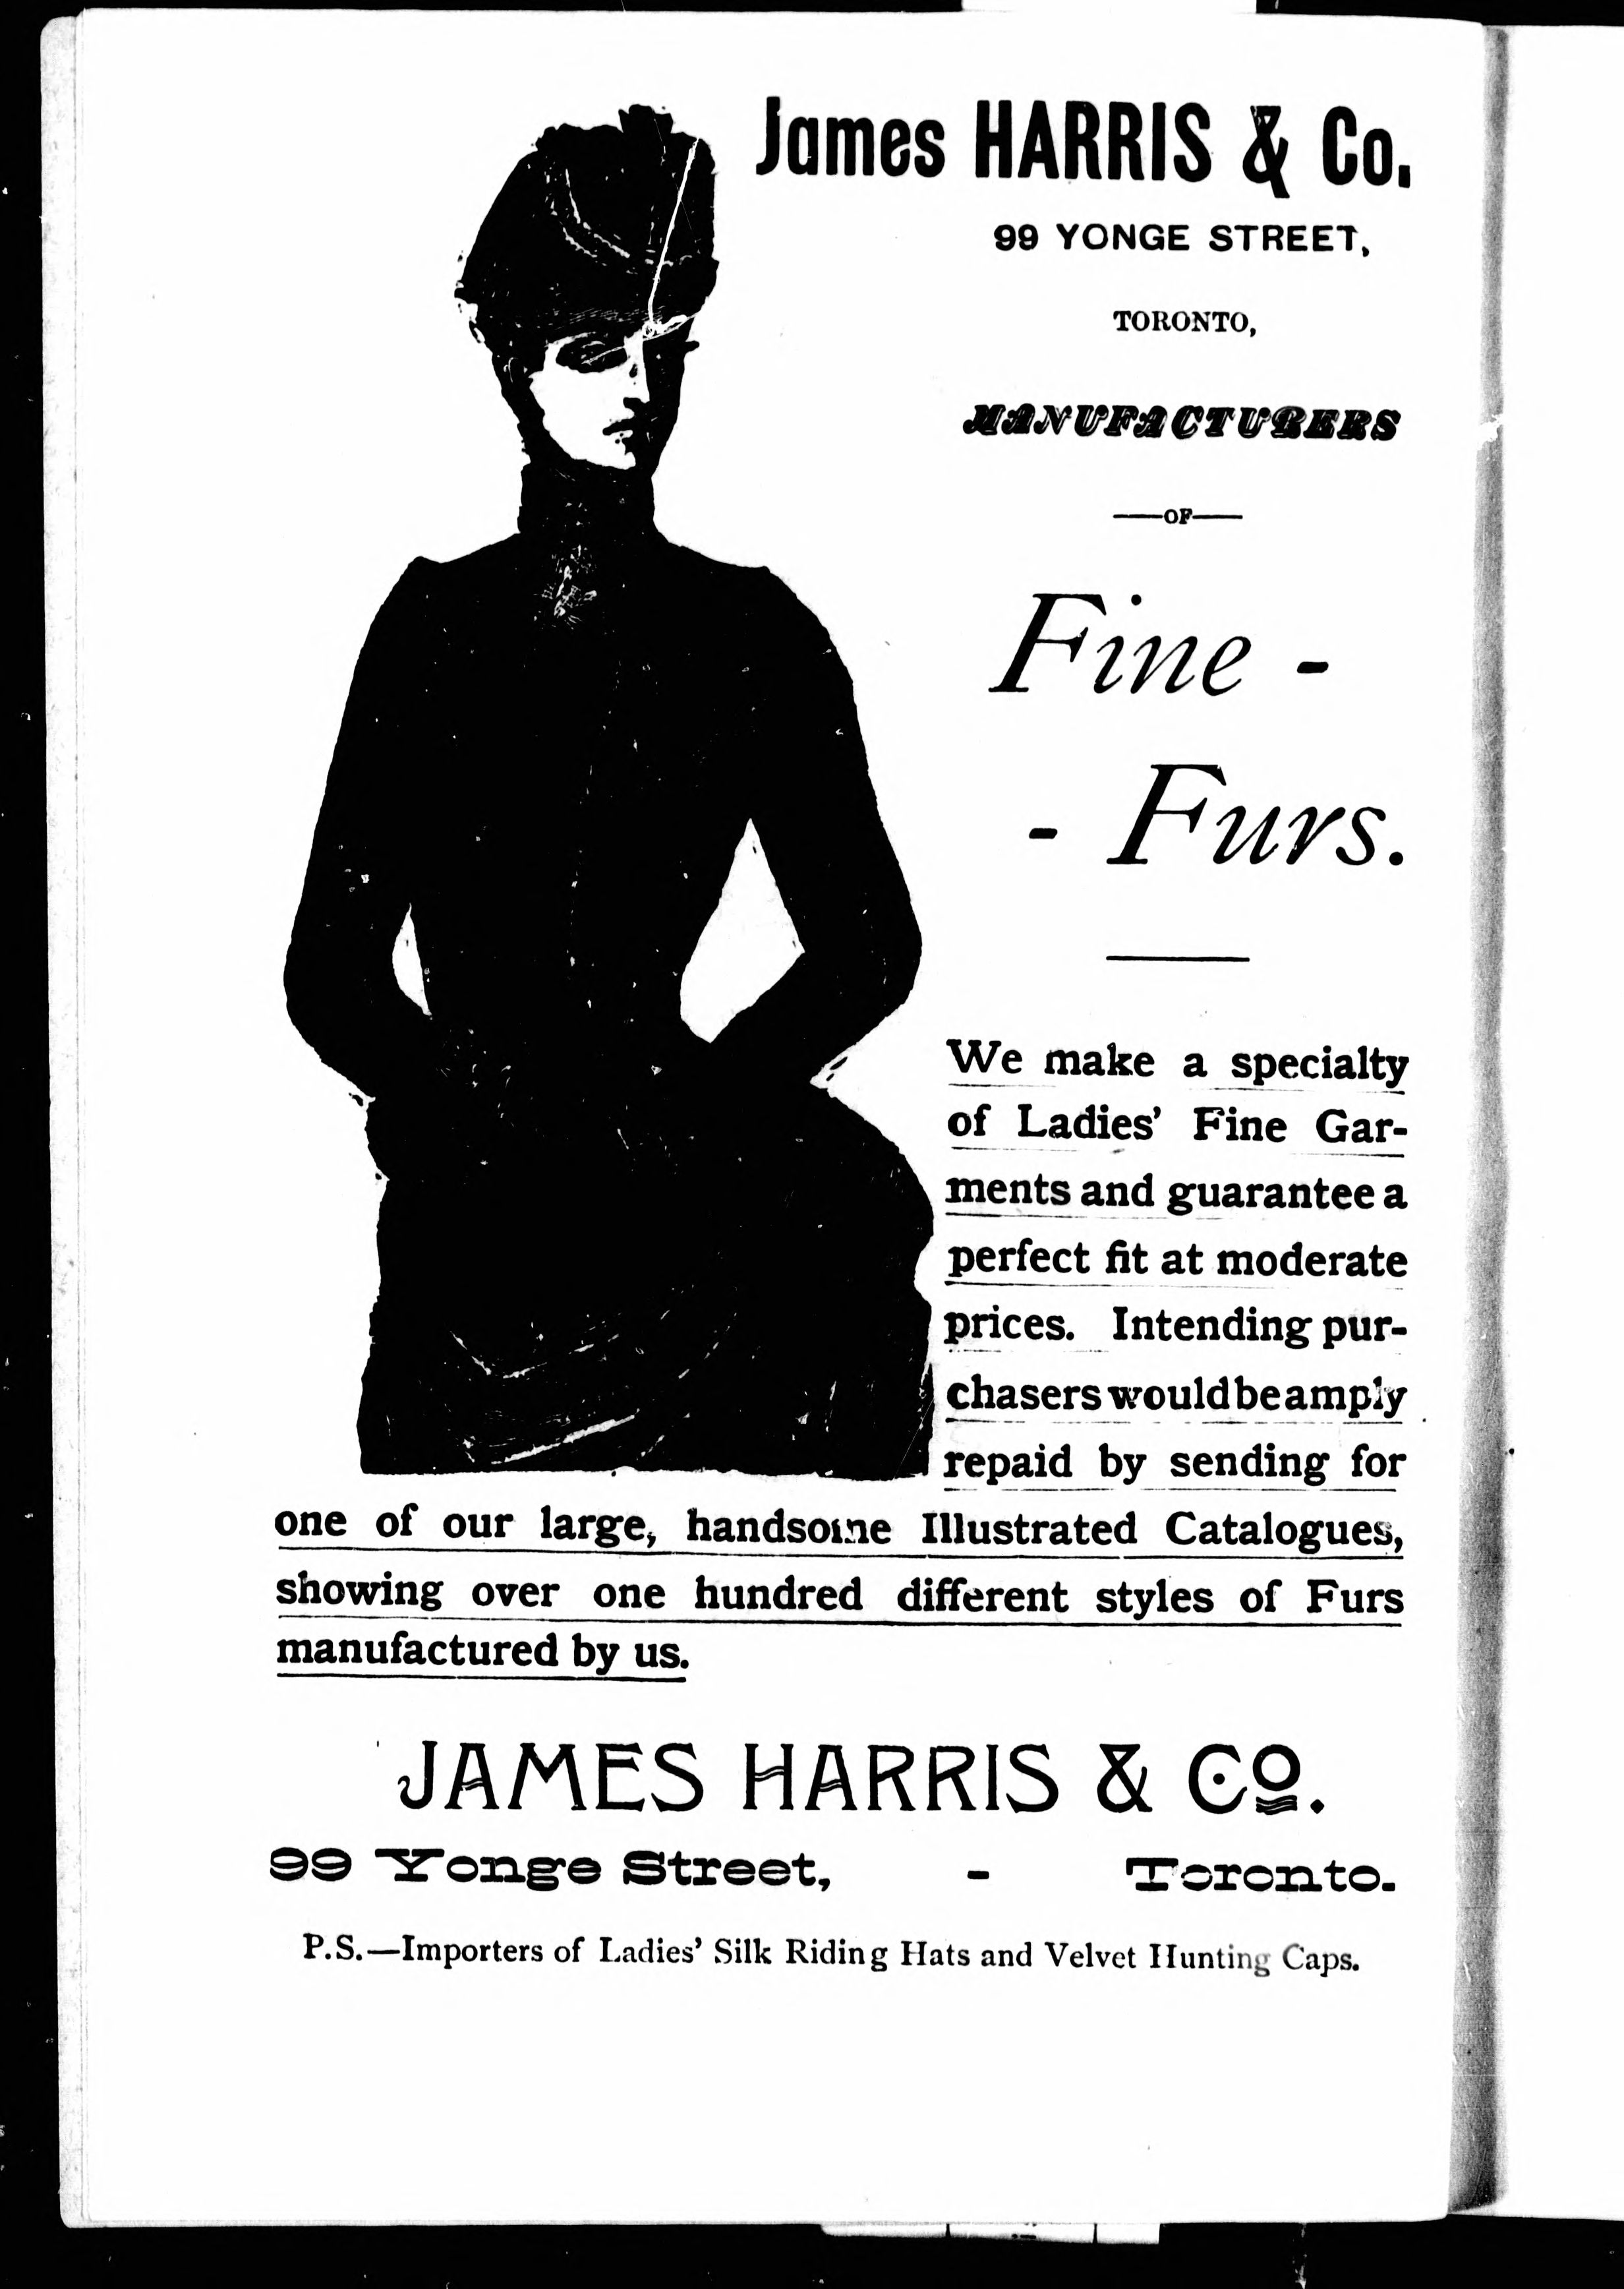 James HARRIS & Co.
99 YONGE STREET,
TORONTO,
MANUFACTURERS
—OF—
Fine -
- Furs.
We make a specialty
of Ladies' Fine Gar-
ments and guarantee a
perfect fit at moderate
prices. Intending pur-
chasers would be amply
repaid by sending for
one of our large, handsome Illustrated Catalogues,
showing over one hundred different styles of Furs
manufactured by us.
JAMES HARRIS & Co.
99 Yonge Street, - Toronto.
P.S.—Importers of Ladies' Silk Riding Hats and Velvet Hunting Caps.